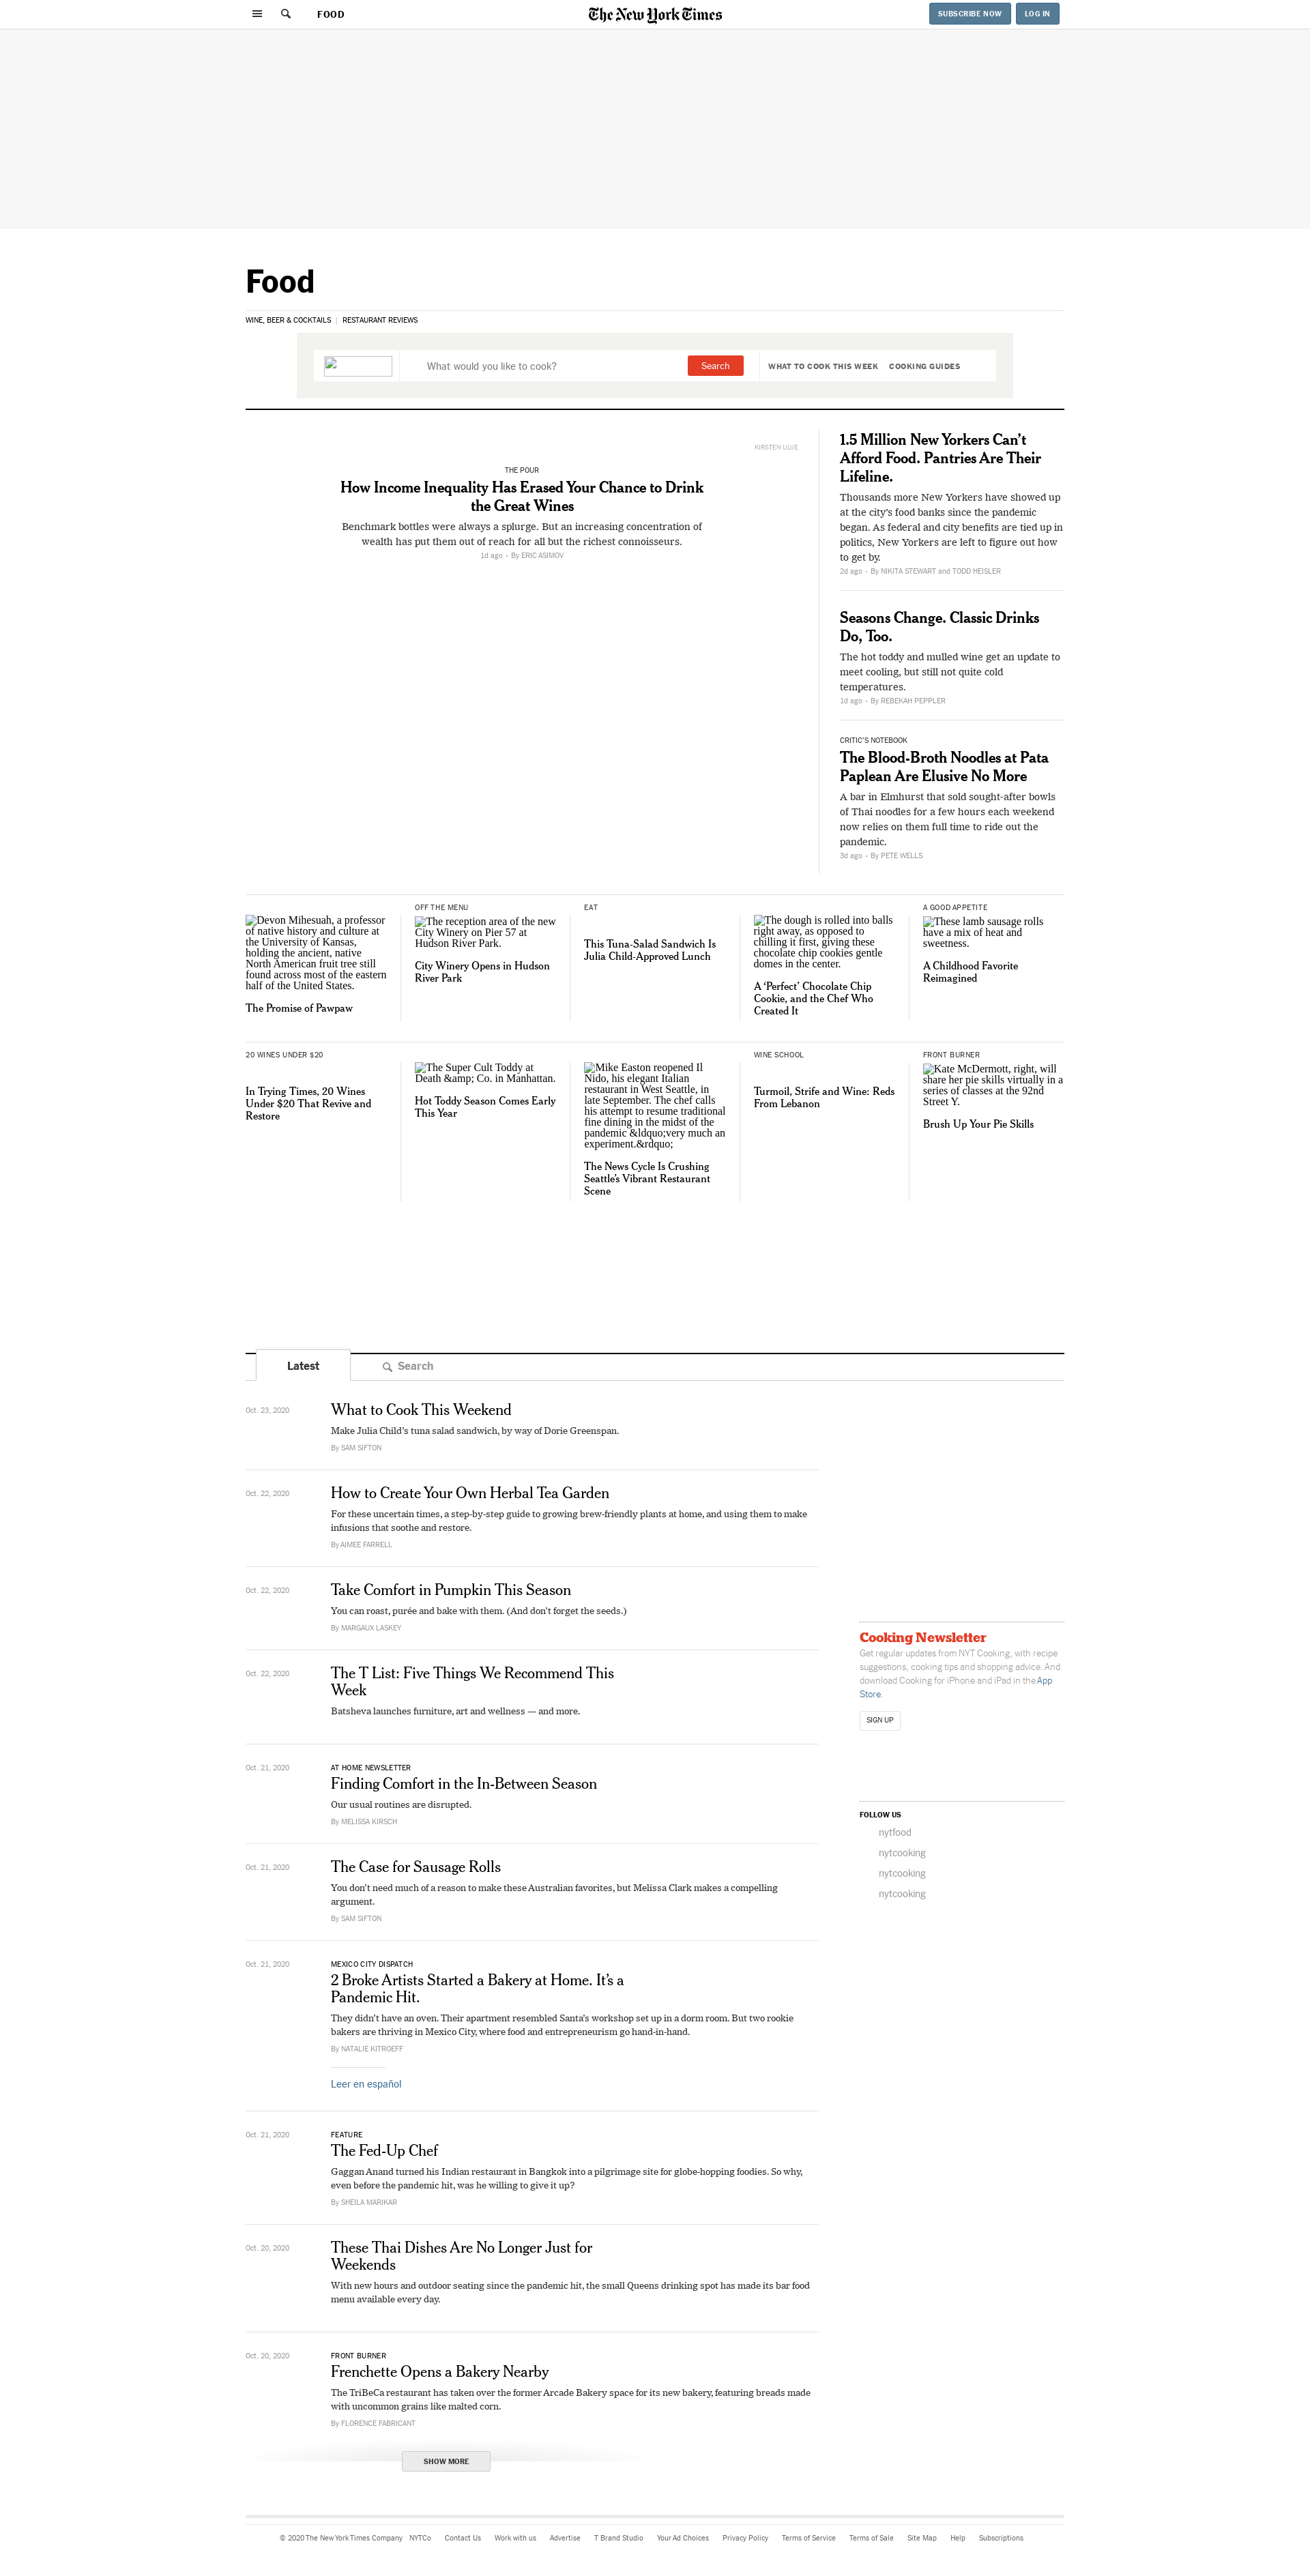 FOOD
The New York Times
SUBSCRIBE NOW
LOG IN
Food
WINE, BEER & COCKTAILS | RESTAURANT REVIEWS
What would you like to cook?
Search
WHAT TO COOK THIS WEEK
COOKING GUIDES
KIRSTEN ULVE
THE POUR
How Income Inequality Has Erased Your Chance to Drink
the Great Wines
Benchmark bottles were always a splurge. But an increasing concentration of
wealth has put them out of reach for all but the richest connoisseurs.
1d ago • By ERIC ASIMOV
1.5 Million New Yorkers Can’t
Afford Food. Pantries Are Their
Lifeline.
Thousands more New Yorkers have showed up
at the city’s food banks since the pandemic
began. As federal and city benefits are tied up in
politics, New Yorkers are left to figure out how
to get by.
2d ago • By NIKITA STEWART and TODD HEISLER
Seasons Change. Classic Drinks
Do, Too.
The hot toddy and mulled wine get an update to
meet cooling, but still not quite cold
temperatures.
1d ago • By REBEKAH PEPPLER
CRITIC’S NOTEBOOK
The Blood-Broth Noodles at Pata
Paplean Are Elusive No More
A bar in Elmhurst that sold sought-after bowls
of Thai noodles for a few hours each weekend
now relies on them full time to ride out the
pandemic.
3d ago • By PETE WELLS
Devon Mihesuah, a professor
of native history and culture at
the University of Kansas,
holding the ancient, native
North American fruit tree still
found across most of the eastern
half of the United States.
The Promise of Pawpaw
OFF THE MENU
The reception area of the new
City Winery on Pier 57 at
Hudson River Park.
City Winery Opens in Hudson
River Park
EAT
This Tuna-Salad Sandwich Is
Julia Child-Approved Lunch
The dough is rolled into balls
right away, as opposed to
chilling it first, giving these
chocolate chip cookies gentle
domes in the center.
A ‘Perfect’ Chocolate Chip
Cookie, and the Chef Who
Created It
A GOOD APPETITE
These lamb sausage rolls
have a mix of heat and
sweetness.
A Childhood Favorite
Reimagined
20 WINES UNDER $20
In Trying Times, 20 Wines
Under $20 That Revive and
Restore
The Super Cult Toddy at
Death &amp; Co. in Manhattan.
Hot Toddy Season Comes Early
This Year
Mike Easton reopened Il
Nido, his elegant Italian
restaurant in West Seattle, in
late September. The chef calls
his attempt to resume traditional
fine dining in the midst of the
pandemic &ldquo;very much an
experiment.&rdquo;
The News Cycle Is Crushing
Seattle’s Vibrant Restaurant
Scene
WINE SCHOOL
Turmoil, Strife and Wine: Reds
From Lebanon
FRONT BURNER
Kate McDermott, right, will
share her pie skills virtually in a
series of classes at the 92nd
Street Y.
Brush Up Your Pie Skills
Latest
Search
Oct. 23, 2020
What to Cook This Weekend
Make Julia Child’s tuna salad sandwich, by way of Dorie Greenspan.
By SAM SIFTON
Oct. 22, 2020
How to Create Your Own Herbal Tea Garden
For these uncertain times, a step-by-step guide to growing brew-friendly plants at home, and using them to make
infusions that soothe and restore.
By AIMEE FARRELL
Oct. 22, 2020
Take Comfort in Pumpkin This Season
You can roast, purée and bake with them. (And don’t forget the seeds.)
By MARGAUX LASKEY
Oct. 22, 2020
The T List: Five Things We Recommend This
Week
Batsheva launches furniture, art and wellness — and more.
Oct. 21, 2020
AT HOME NEWSLETTER
Finding Comfort in the In-Between Season
Our usual routines are disrupted.
By MELISSA KIRSCH
Oct. 21, 2020
The Case for Sausage Rolls
You don’t need much of a reason to make these Australian favorites, but Melissa Clark makes a compelling
argument.
By SAM SIFTON
Oct. 21, 2020
MEXICO CITY DISPATCH
2 Broke Artists Started a Bakery at Home. It’s a
Pandemic Hit.
They didn’t have an oven. Their apartment resembled Santa’s workshop set up in a dorm room. But two rookie
bakers are thriving in Mexico City, where food and entrepreneurism go hand-in-hand.
By NATALIE KITROEFF
Leer en español
Oct. 21, 2020
FEATURE
The Fed-Up Chef
Gaggan Anand turned his Indian restaurant in Bangkok into a pilgrimage site for globe-hopping foodies. So why,
even before the pandemic hit, was he willing to give it up?
By SHEILA MARIKAR
Oct. 20, 2020
These Thai Dishes Are No Longer Just for
Weekends
With new hours and outdoor seating since the pandemic hit, the small Queens drinking spot has made its bar food
menu available every day.
Oct. 20, 2020
FRONT BURNER
Frenchette Opens a Bakery Nearby
The TriBeCa restaurant has taken over the former Arcade Bakery space for its new bakery, featuring breads made
with uncommon grains like malted corn.
By FLORENCE FABRICANT
SHOW MORE
Cooking Newsletter
Get regular updates from NYT Cooking, with recipe
suggestions, cooking tips and shopping advice. And
download Cooking for iPhone and iPad in the App
Store.
SIGN UP
FOLLOW US
nytfood
nytcooking
nytcooking
nytcooking
© 2020 The New York Times Company NYTCo Contact Us Work with us Advertise T Brand Studio Your Ad Choices Privacy Policy Terms of Service Terms of Sale Site Map Help Subscriptions